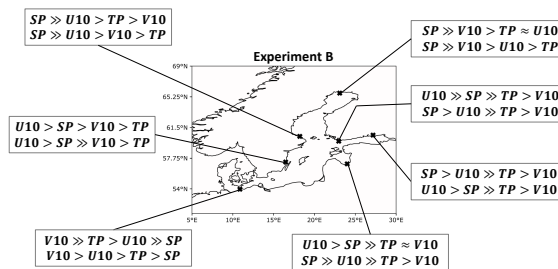 SP ≫ U10 > TP > V10
SP ≫ U10 > V10 > TP
SP ≫ V10 > TP ≈ U10
SP ≫ V10 > U10 > TP
Experiment B
69°N
65.25°N
61.5°N
57.75°N
54°N
5°E
10°E
15°E
20°E
25°E
30°E
U10 ≫ SP ≫ TP > V10
SP > U10 ≫ TP > V10
U10 > SP > V10 > TP
U10 > SP ≫ V10 > TP
SP > U10 ≫ TP > V10
U10 > SP ≫ TP > V10
V10 ≫ TP > U10 ≫ SP
V10 > U10 > TP > SP
U10 > SP ≫ TP ≈ V10
SP ≫ U10 ≫ TP > V10